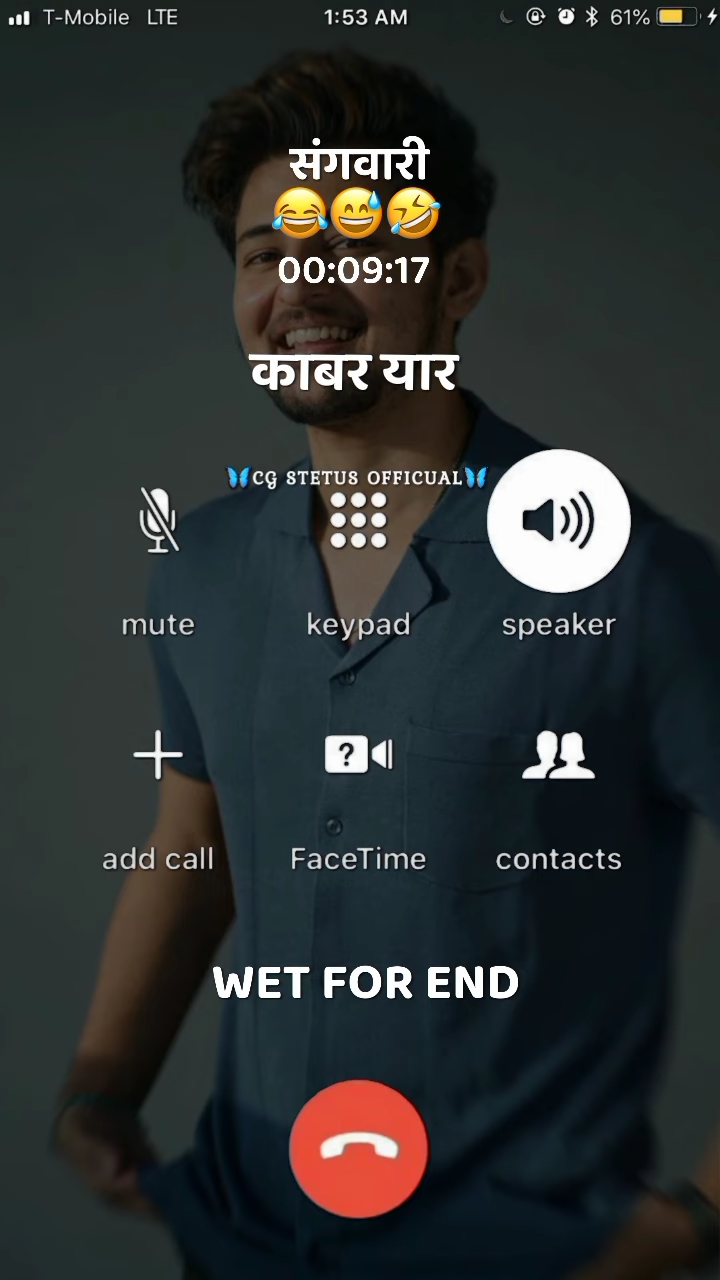 T-Mobile LTE 1:53 AM 61%
संगवारी
😂😅🤣
00:09:17
काबर यार
🦋CG STETUS OFFICUAL🦋
mute keypad speaker
add call FaceTime contacts
WET FOR END